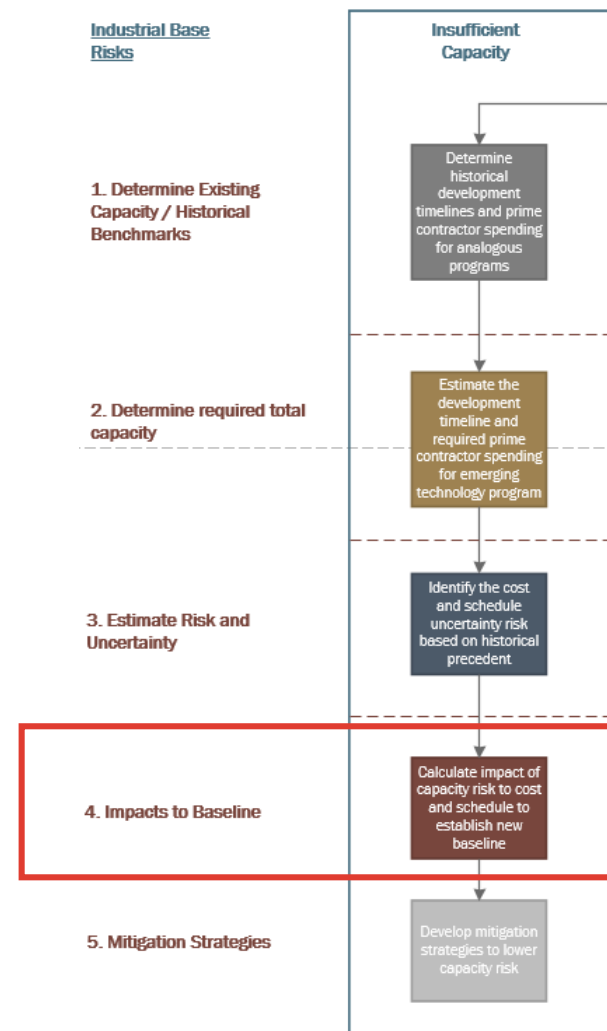 Industrial Base
Risks
Insufficient
Capacity
1. Determine Existing
Capacity / Historical
Benchmarks
Determine
historical
development
timelines and prime
contractor spending
for analogous
programs
2. Determine required total
capacity
Estimate the
development
timeline and
required prime
contractor spending
for emerging
technology program
3. Estimate Risk and
Uncertainty
Identify the cost
and schedule
uncertainty risk
based on historical
precedent
4. Impacts to Baseline
Calculate impact of
capacity risk to cost
and schedule to
establish new
baseline
5. Mitigation Strategies
Develop mitigation
strategies to lower
capacity risk